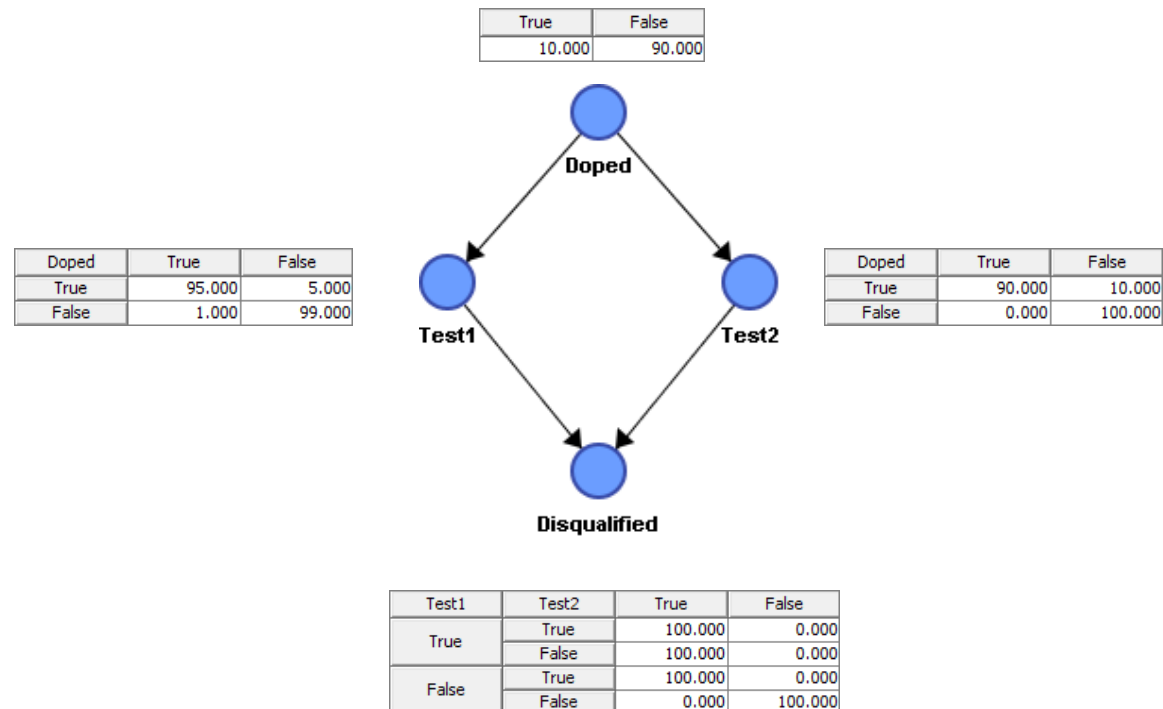 True False
10.000 90.000
Doped
Doped True False
True 95.000 5.000
False 1.000 99.000
Test1
Doped True False
True 90.000 10.000
False 0.000 100.000
Test2
Disqualified
Test1 Test2 True False
True True 100.000 0.000
False 100.000 0.000
False True 100.000 0.000
False 0.000 100.000